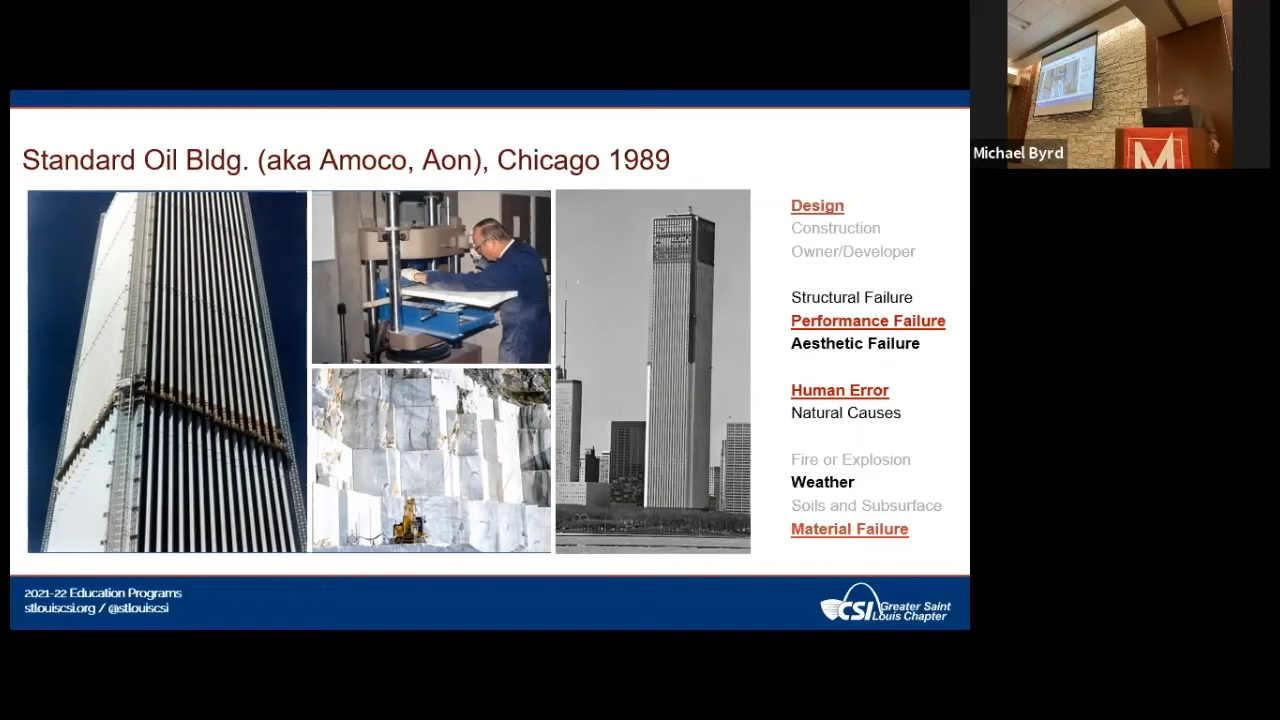 Michael Byrd
M
Standard Oil Bldg. (aka Amoco, Aon), Chicago 1989
Design
Construction
Owner/Developer
Structural Failure
Performance Failure
Aesthetic Failure
Human Error
Natural Causes
Fire or Explosion
Weather
Soils and Subsurface
Material Failure
2021-22 Education Programs
stlouiscsi.org / @stlouiscsi
CSI Greater Saint
Louis Chapter